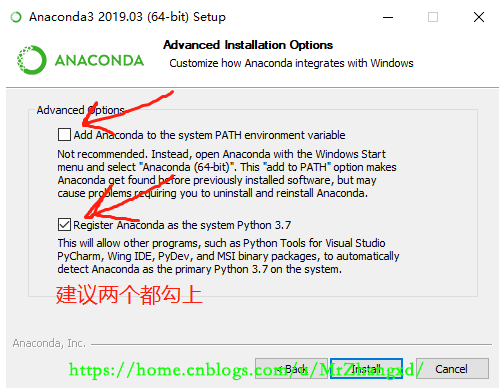 Anaconda3 2019.03 (64-bit) Setup
Advanced Installation Options
Customize how Anaconda integrates with Windows
ANACONDA
Advanced Options
Add Anaconda to the system PATH environment variable
Not recommended. Instead, open Anaconda with the Windows Start
menu and select "Anaconda (64-bit)". This "add to PATH" option makes
Anaconda get found before previously installed software, but may
cause problems requiring you to uninstall and reinstall Anaconda.
Register Anaconda as the system Python 3.7
This will allow other programs, such as Python Tools for Visual Studio
PyCharm, Wing IDE, PyDev, and MSI binary packages, to automatically
detect Anaconda as the primary Python 3.7 on the system.
建议两个都勾上
Anaconda, Inc.
https://home.cnblogs.com/u/MrZhangxd/
< Back
Install
Cancel